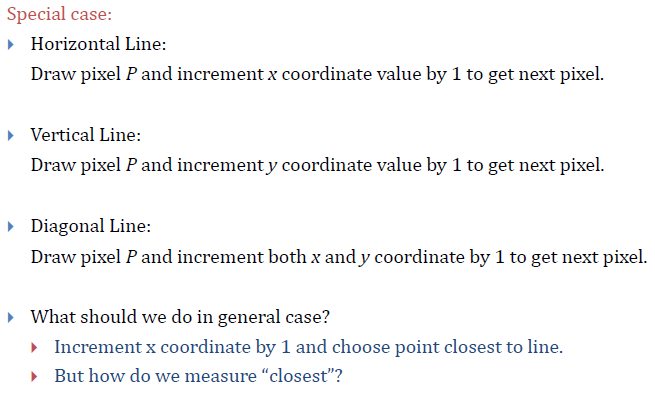 Special case:
Horizontal Line:
Draw pixel P and increment x coordinate value by 1 to get next pixel.
Vertical Line:
Draw pixel P and increment y coordinate value by 1 to get next pixel.
Diagonal Line:
Draw pixel P and increment both x and y coordinate by 1 to get next pixel.
What should we do in general case?
Increment x coordinate by 1 and choose point closest to line.
But how do we measure “closest”?